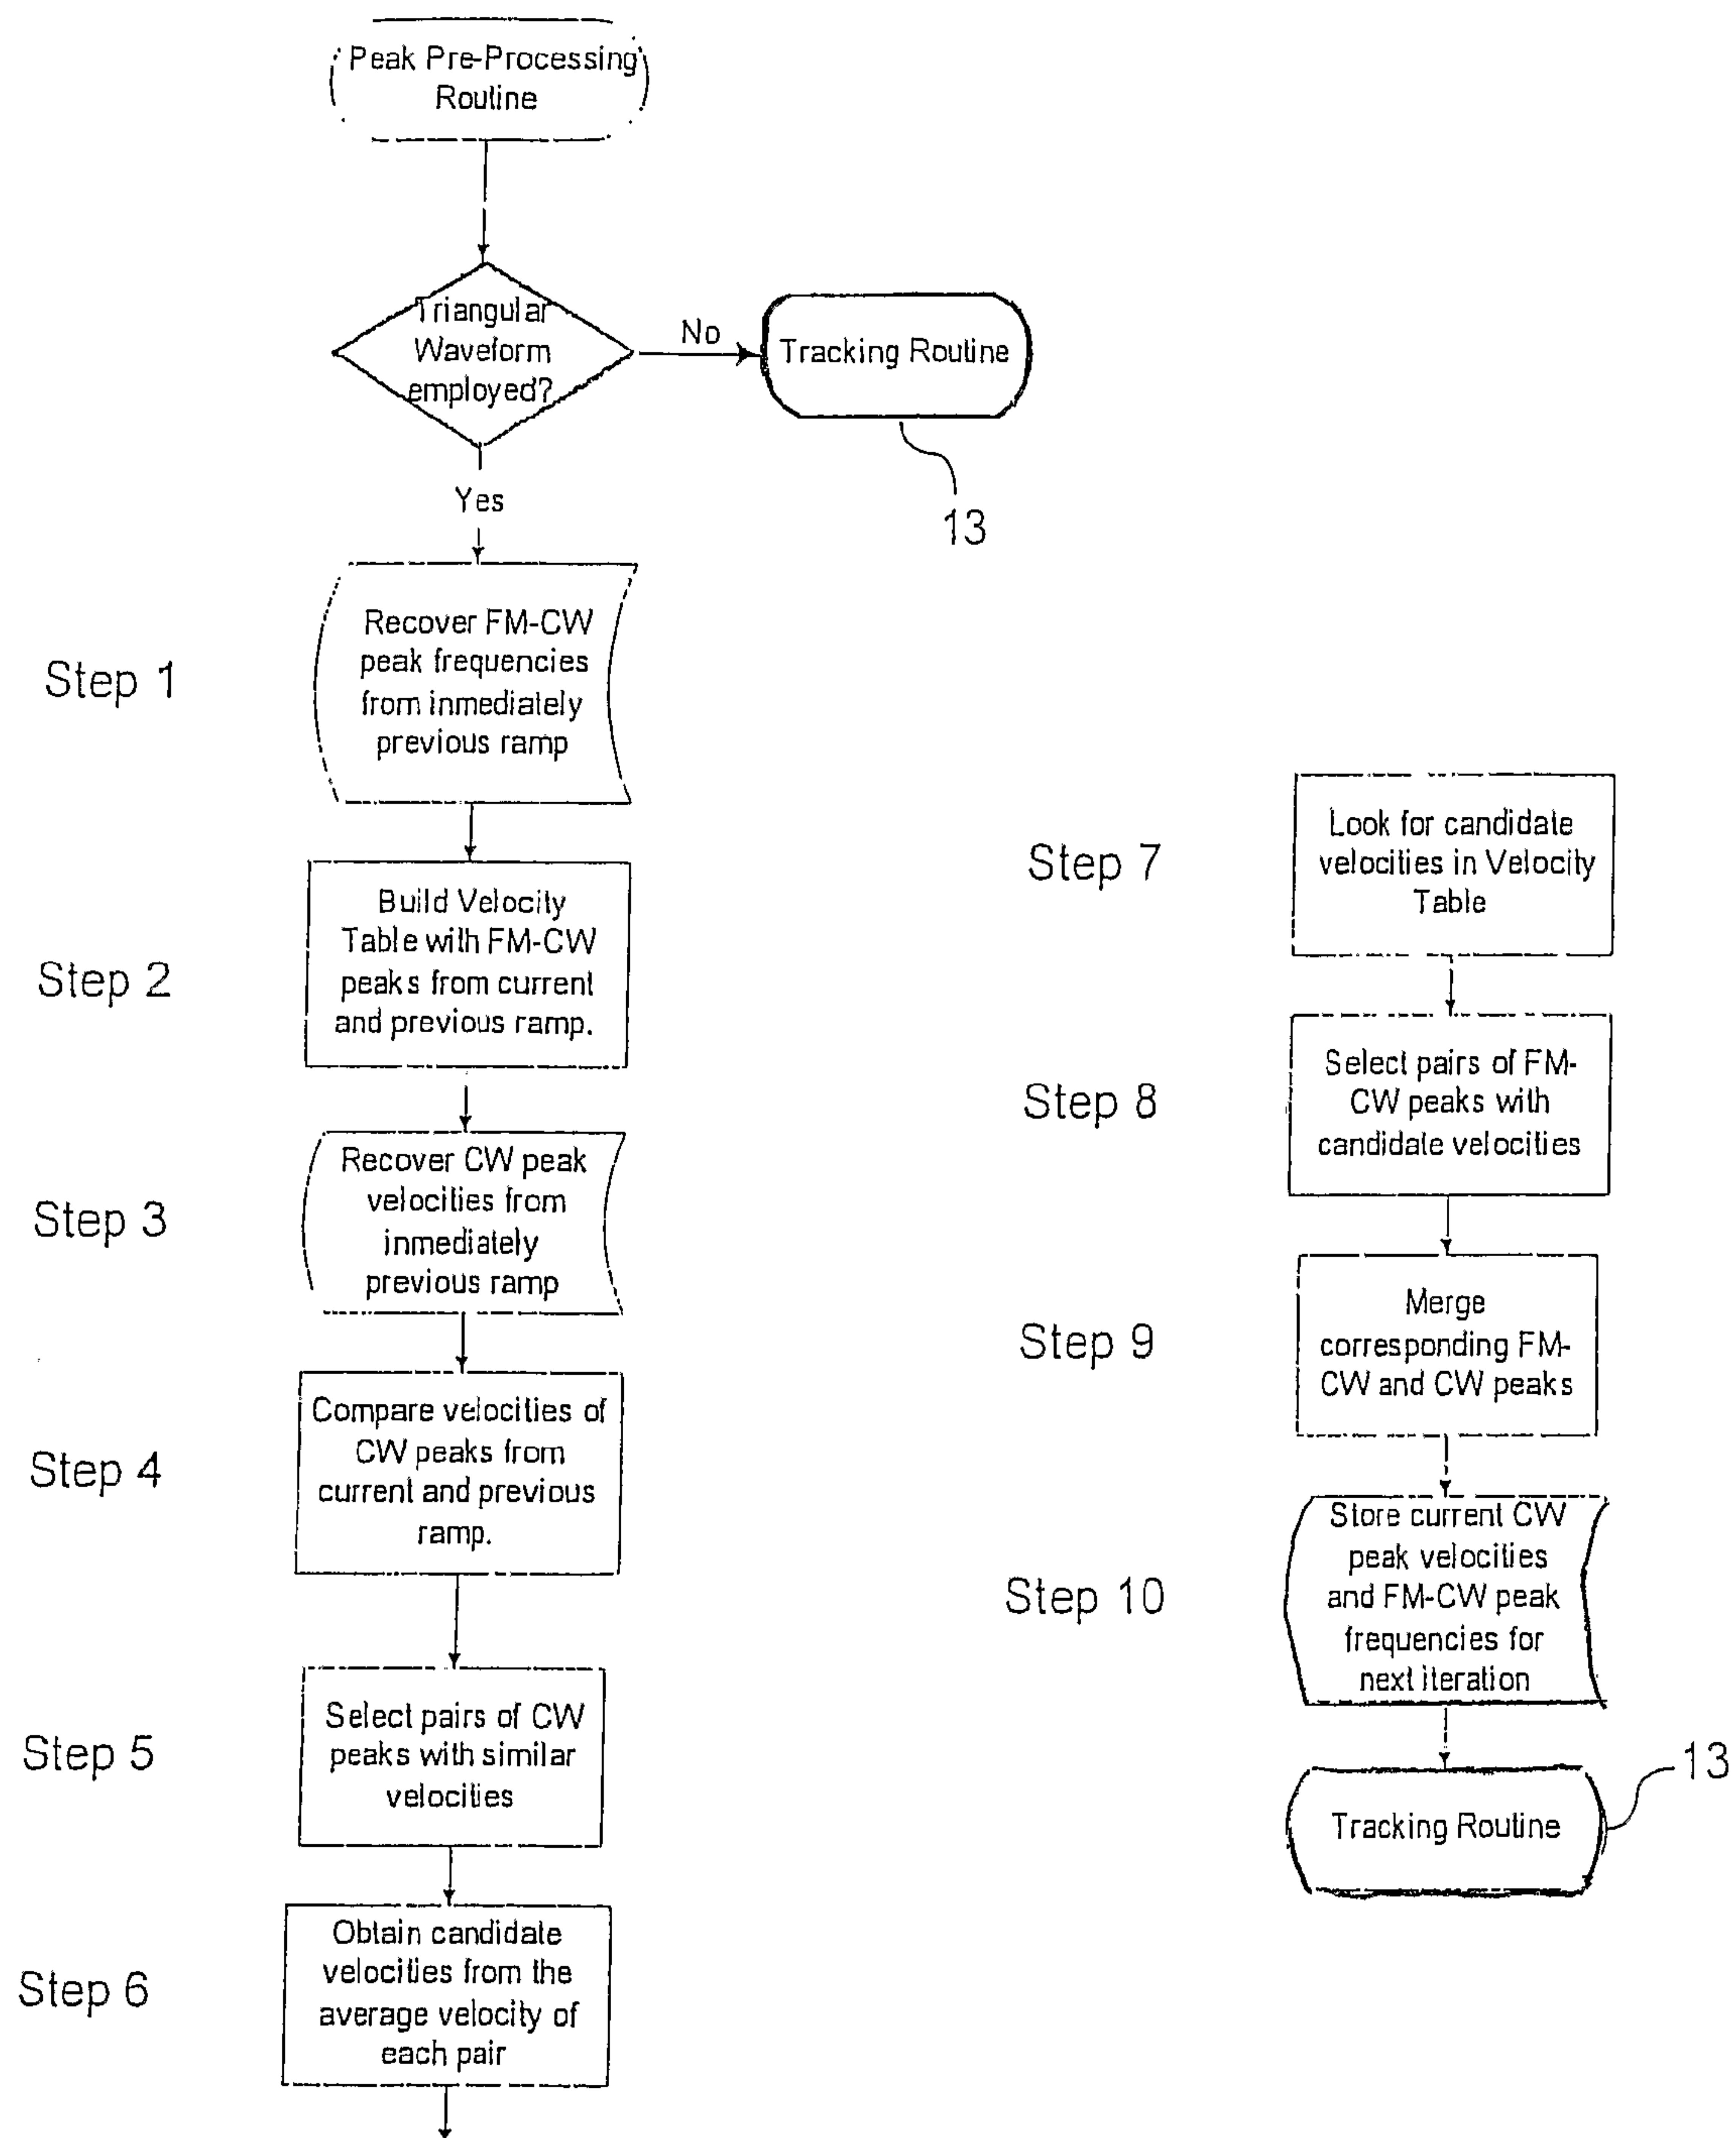 Peak Pre-Processing
Routine
Triangular
Waveform
employed?
No
Tracking Routine
13
Yes
Step 1
Recover FM-CW
peak frequencies
from inmediately
previous ramp
Step 2
Build Velocity
Table with FM-CW
peaks from current
and previous ramp.
Step 3
Recover CW peak
velocities from
inmediately
previous ramp
Step 4
Compare velocities of
CW peaks from
current and previous
ramp.
Step 5
Select pairs of CW
peaks with similar
velocities
Step 6
Obtain candidate
velocities from the
average velocity of
each pair
Step 7
Look for candidate
velocities in Velocity
Table
Step 8
Select pairs of FM-
CW peaks with
candidate velocities
Step 9
Merge
corresponding FM-
CW and CW peaks
Step 10
Store current CW
peak velocities
and FM-CW peak
frequencies for
next iteration
Tracking Routine
13